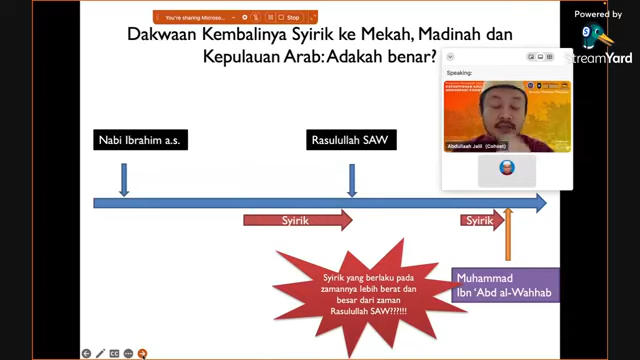 You're sharing Microso...
Stop
Powered by
StreamYard
Dakwaan Kembalinya Syirik ke Mekah, Madinah dan
Kepulauan Arab: Adakah benar?
Speaking:
Abdullaah Jalil (Cohost)
Nabi Ibrahim a.s.
Rasulullah SAW
Syirik
Syirik
Syirik yang berlaku pada
zamannya lebih berat dan
besar dari zaman
Rasulullah SAW???!!!
Muhammad
Ibn 'Abd al-Wahhab
CC